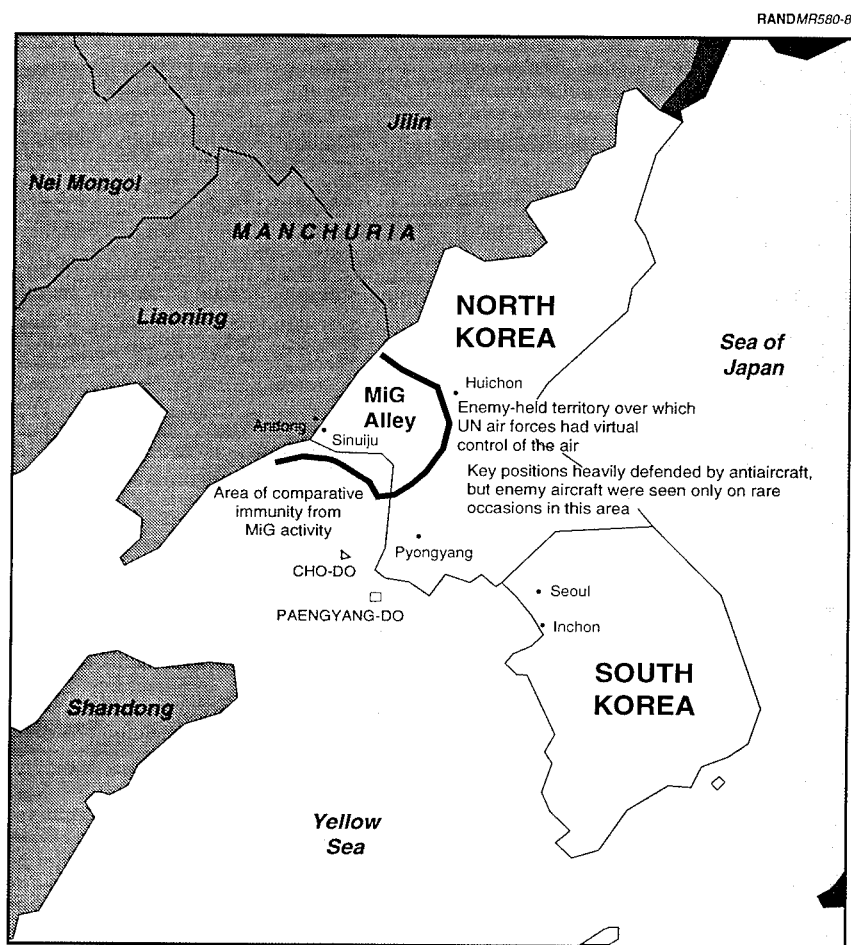 RANDMR580-8
Jilin
Nei Mongol
MANCHURIA
Liaoning
NORTH
KOREA
Sea of
Japan
MiG
Alley
Huichon
Enemy-held territory over which
UN air forces had virtual
control of the air
Andong
Sinuiju
Key positions heavily defended by antiaircraft,
but enemy aircraft were seen only on rare
occasions in this area
Area of comparative
immunity from
MiG activity
Pyongyang
CHO-DO
PAENGYANG-DO
Seoul
Inchon
SOUTH
KOREA
Shandong
Yellow
Sea